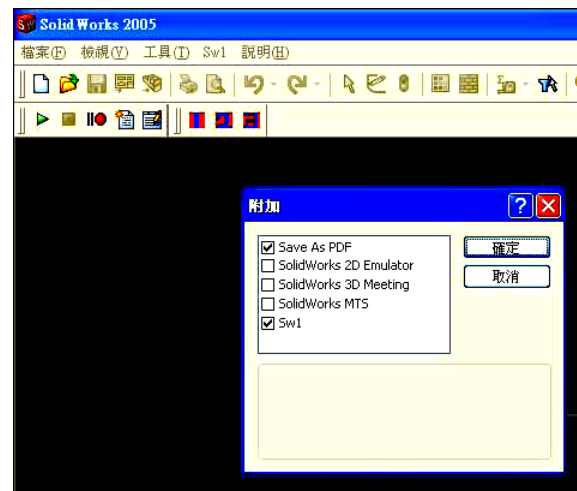 SolidWorks 2005
檔案(F) 檢視(V) 工具(T) Sw1 說明(H)
附加
Save As PDF
確定
SolidWorks 2D Emulator
取消
SolidWorks 3D Meeting
SolidWorks MTS
Sw1